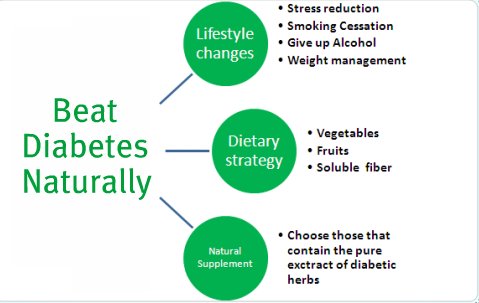 Beat
Diabetes
Naturally
Lifestyle
changes
• Stress reduction
• Smoking Cessation
• Give up Alcohol
• Weight management
Dietary
strategy
• Vegetables
• Fruits
• Soluble fiber
Natural
Supplement
• Choose those that
contain the pure
exctract of diabetic
herbs